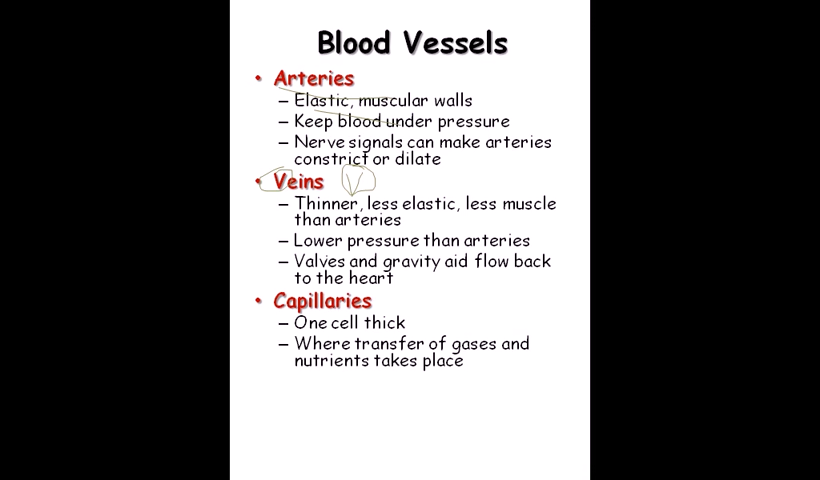 Blood Vessels
• Arteries
– Elastic, muscular walls
– Keep blood under pressure
– Nerve signals can make arteries
constrict or dilate
• Veins V
– Thinner, less elastic, less muscle
than arteries
– Lower pressure than arteries
– Valves and gravity aid flow back
to the heart
• Capillaries
– One cell thick
– Where transfer of gases and
nutrients takes place